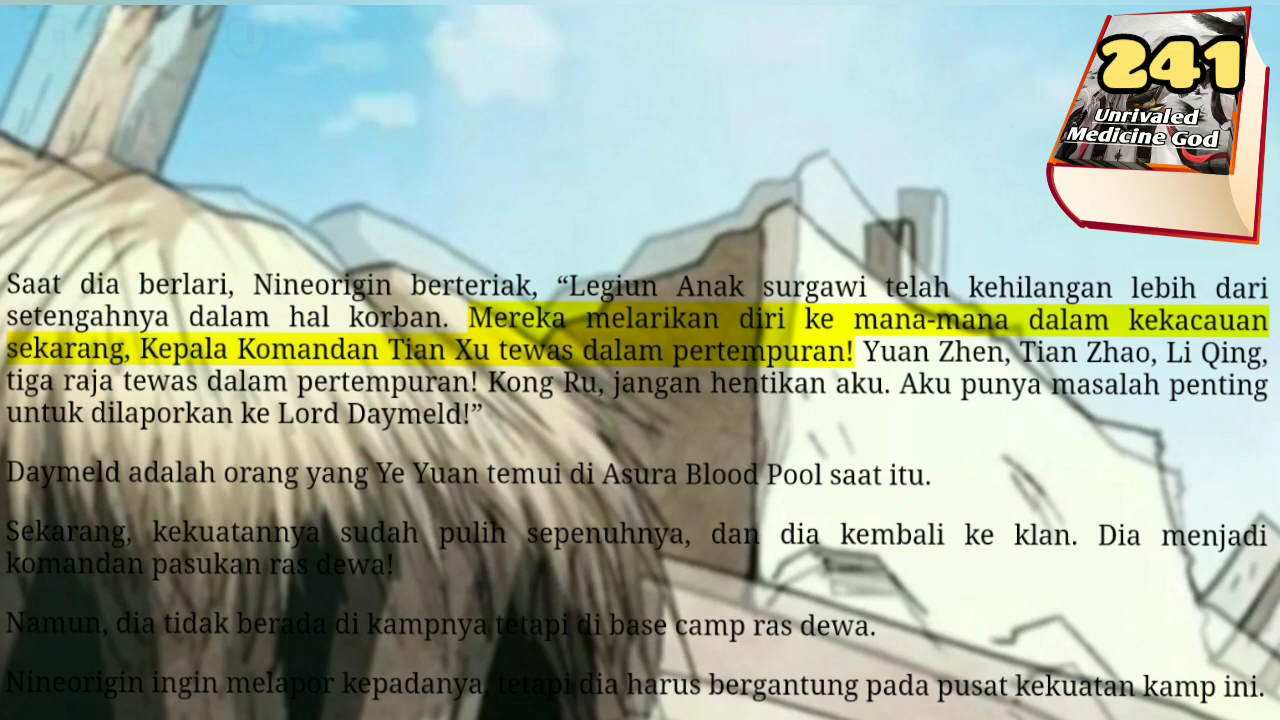 241
Unrivaled
Medicine God
Saat dia berlari, Nineorigin berteriak, “Legiun Anak surgawi telah kehilangan lebih dari
setengahnya dalam hal korban. Mereka melarikan diri ke mana-mana dalam kekacauan
sekarang, Kepala Komandan Tian Xu tewas dalam pertempuran! Yuan Zhen, Tian Zhao, Li Qing,
tiga raja tewas dalam pertempuran! Kong Ru, jangan hentikan aku. Aku punya masalah penting
untuk dilaporkan ke Lord Daymeld!”
Daymeld adalah orang yang Ye Yuan temui di Asura Blood Pool saat itu.
Sekarang, kekuatannya sudah pulih sepenuhnya, dan dia kembali ke klan. Dia menjadi
komandan pasukan ras dewa!
Namun, dia tidak berada di kampnya tetapi di base camp ras dewa.
Nineorigin ingin melapor kepadanya, tetapi dia harus bergantung pada pusat kekuatan kamp ini.